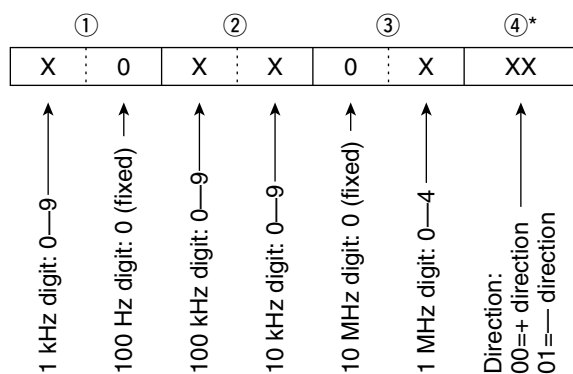 ① ② ③ ④*
X 0 X X 0 X XX
1 kHz digit: 0—9
100 Hz digit: 0 (fixed)
100 kHz digit: 0—9
10 kHz digit: 0—9
10 MHz digit: 0 (fixed)
1 MHz digit: 0—4
Direction:
00=+ direction
01=— direction